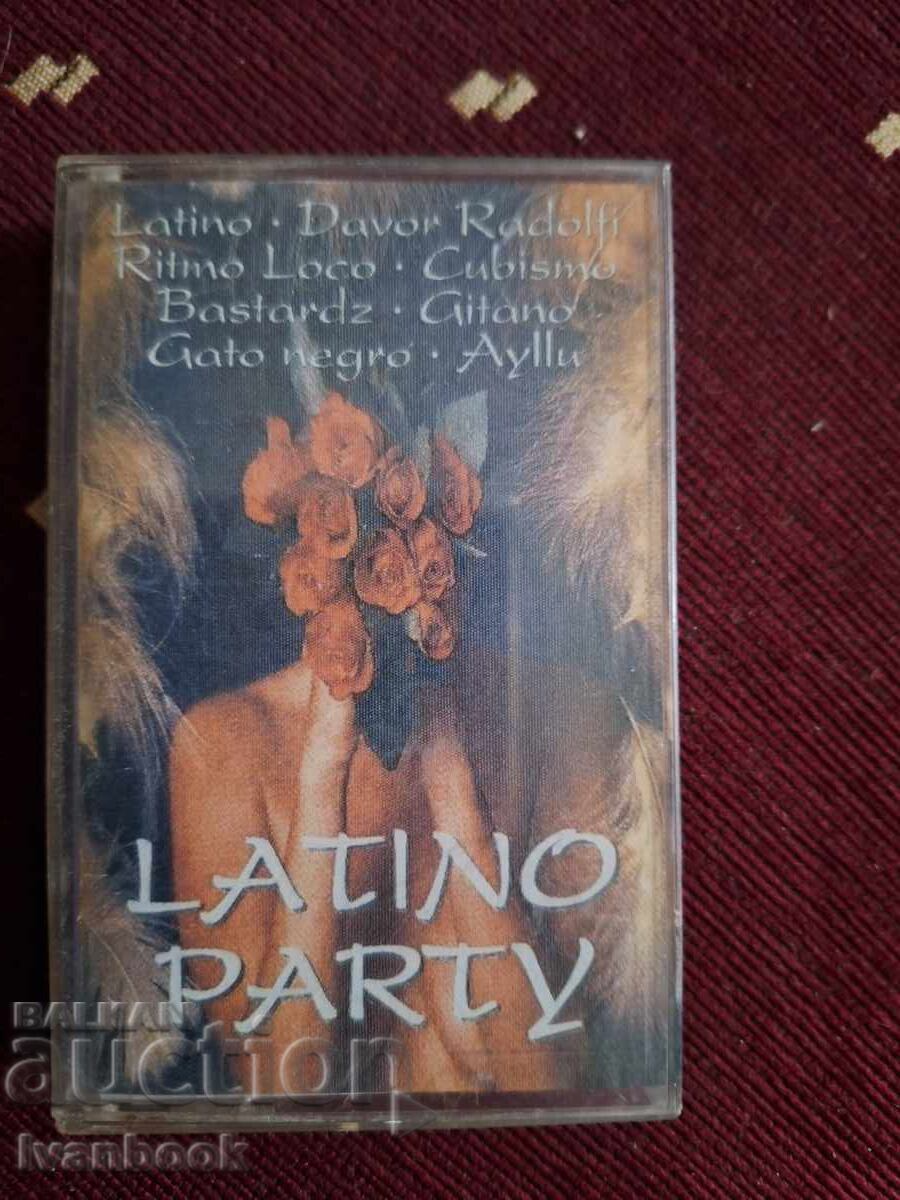 Latino · Davor Radolfi
Ritmo Loco · Cubismo
Bastardz · Gitano
Gato negro · Ayllu
LATINO
PARTY
BALKAN
auction
Ivanbook